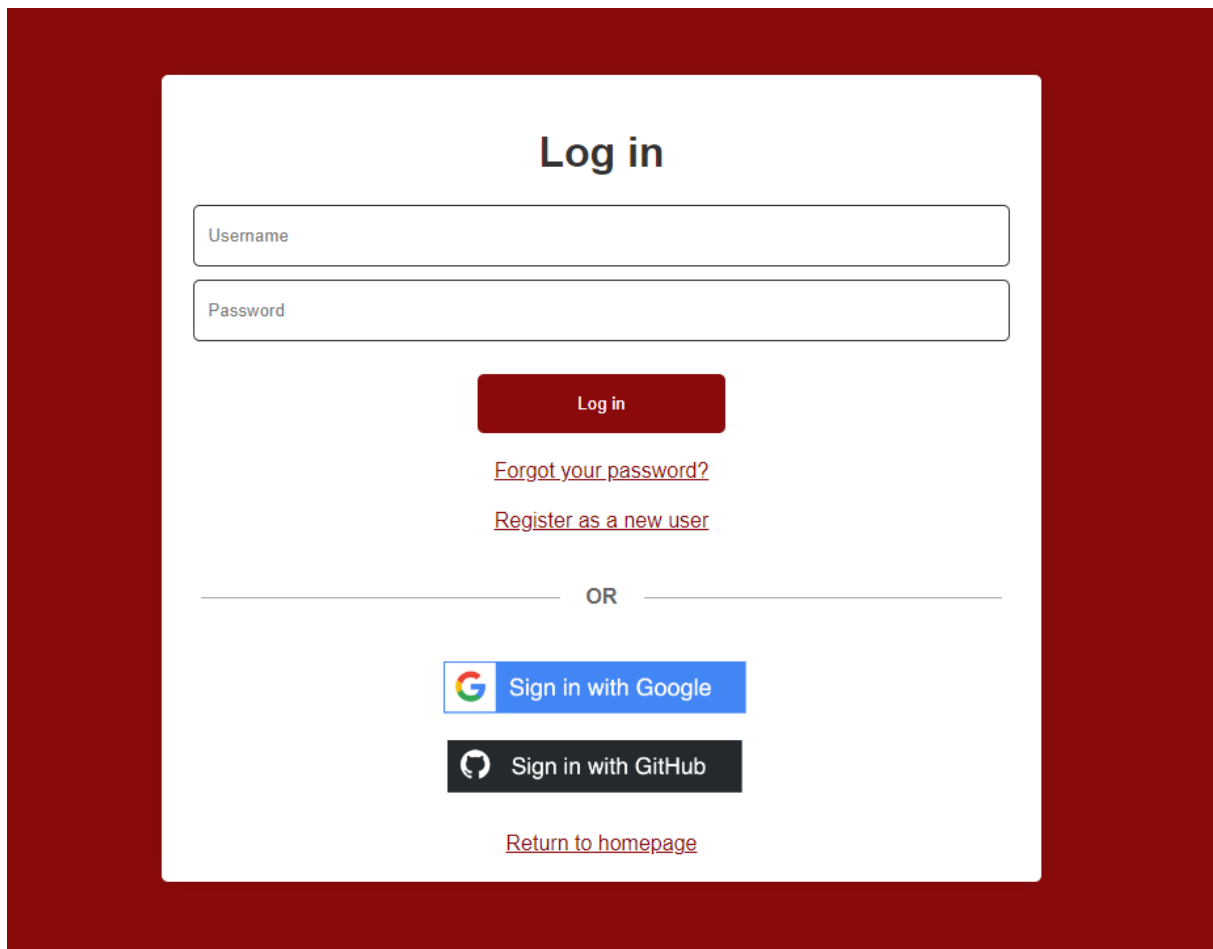 Log in
Username
Password
Log in
Forgot your password?
Register as a new user
OR
Sign in with Google
Sign in with GitHub
Return to homepage